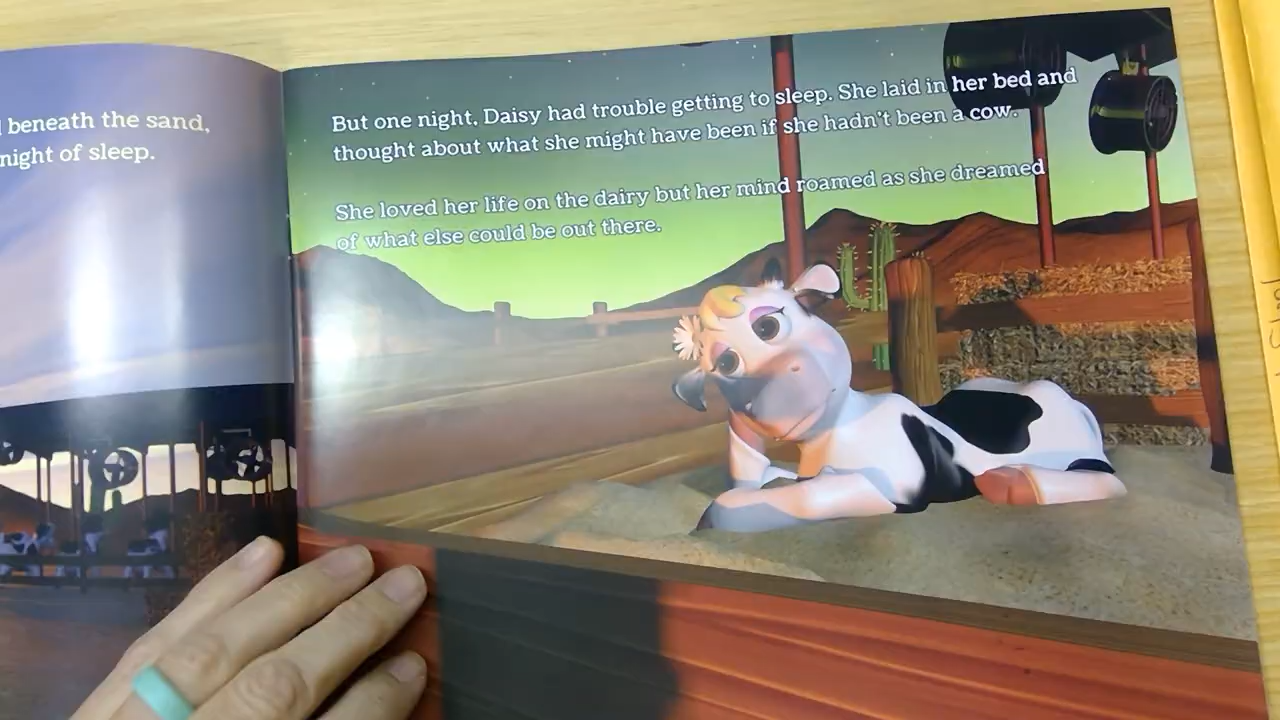 beneath the sand,
night of sleep.
But one night, Daisy had trouble getting to sleep. She laid in her bed and
thought about what she might have been if she hadn't been a cow.
She loved her life on the dairy but her mind roamed as she dreamed
of what else could be out there.